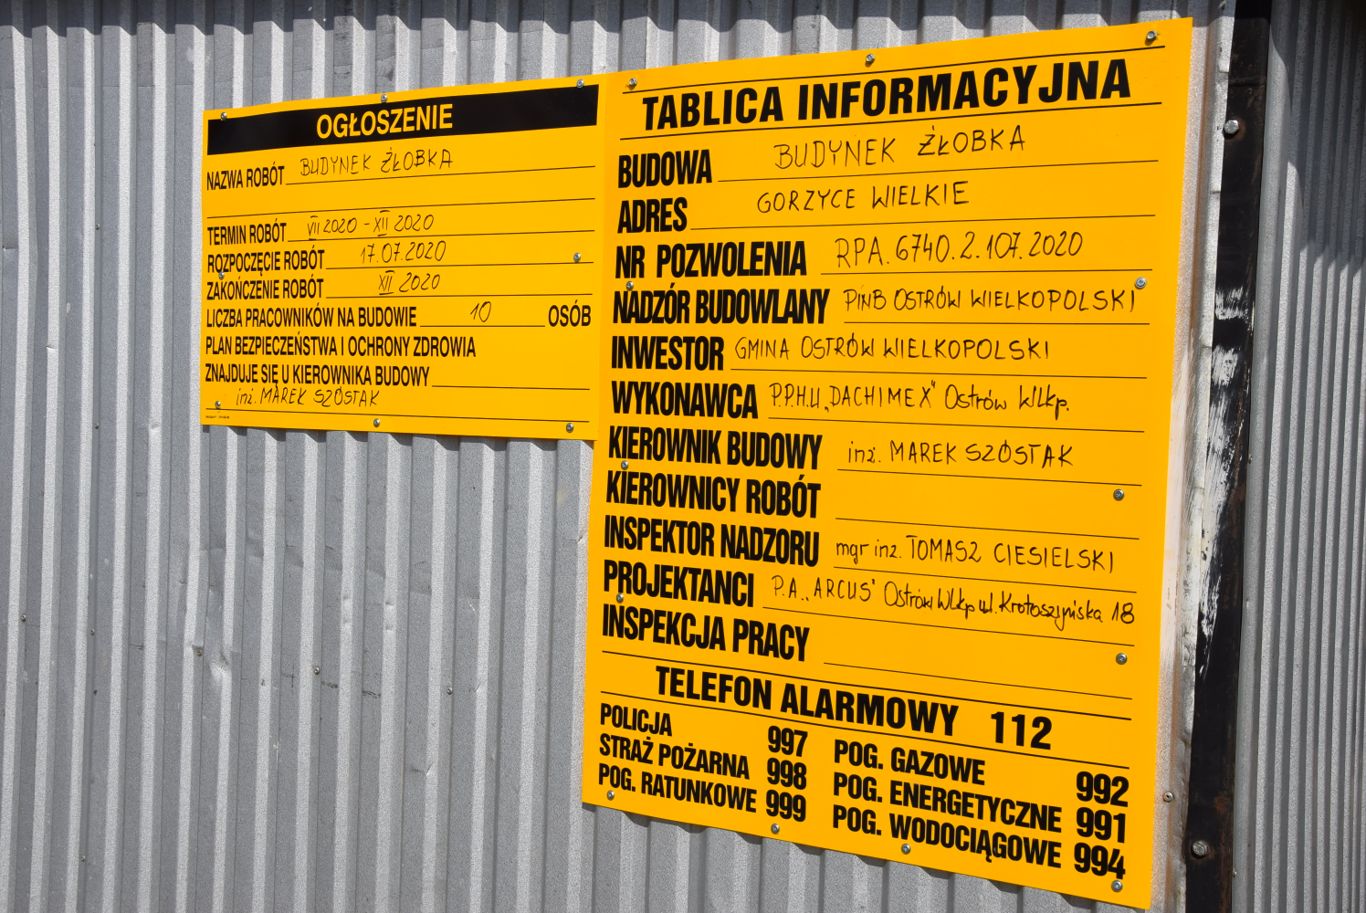 OGŁOSZENIE
NAZWA ROBÓT BUDYNEK ŻŁOBKA
TERMIN ROBÓT VII 2020 - XII 2020
ROZPOCZĘCIE ROBÓT 17.07.2020
ZAKOŃCZENIE ROBÓT XII 2020
LICZBA PRACOWNIKÓW NA BUDOWIE 10 OSÓB
PLAN BEZPIECZEŃSTWA I OCHRONY ZDROWIA
ZNAJDUJE SIĘ U KIEROWNIKA BUDOWY
inż. MAREK SZÓSTAK
TABLICA INFORMACYJNA
BUDOWA BUDYNEK ŻŁOBKA
ADRES GORZYCE WIELKIE
NR POZWOLENIA RPA.6740.2.107.2020
NADZÓR BUDOWLANY PINB OSTRÓW WIELKOPOLSKI
INWESTOR GMINA OSTRÓW WIELKOPOLSKI
WYKONAWCA P.P.H.U „DACHIMEX" Ostrów Wlkp.
KIEROWNIK BUDOWY inż. MAREK SZÓSTAK
KIEROWNICY ROBÓT
INSPEKTOR NADZORU mgr inż. TOMASZ CIESIELSKI
PROJEKTANCI P.A. „ARCUS" Ostrów Wlkp ul. Krotoszyńska 18
INSPEKCJA PRACY
TELEFON ALARMOWY 112
POLICJA 997
STRAŻ POŻARNA 998
POG. RATUNKOWE 999
POG. GAZOWE 992
POG. ENERGETYCZNE 991
POG. WODOCIĄGOWE 994